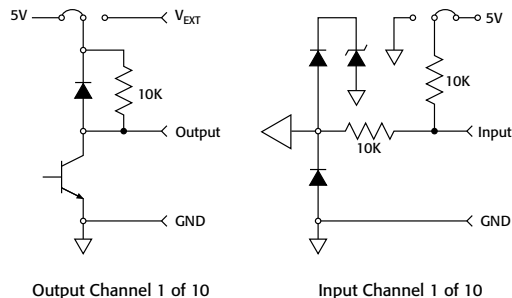 5V
V_EXT
10K
Output
GND
Output Channel 1 of 10
5V
10K
10K
Input
GND
Input Channel 1 of 10